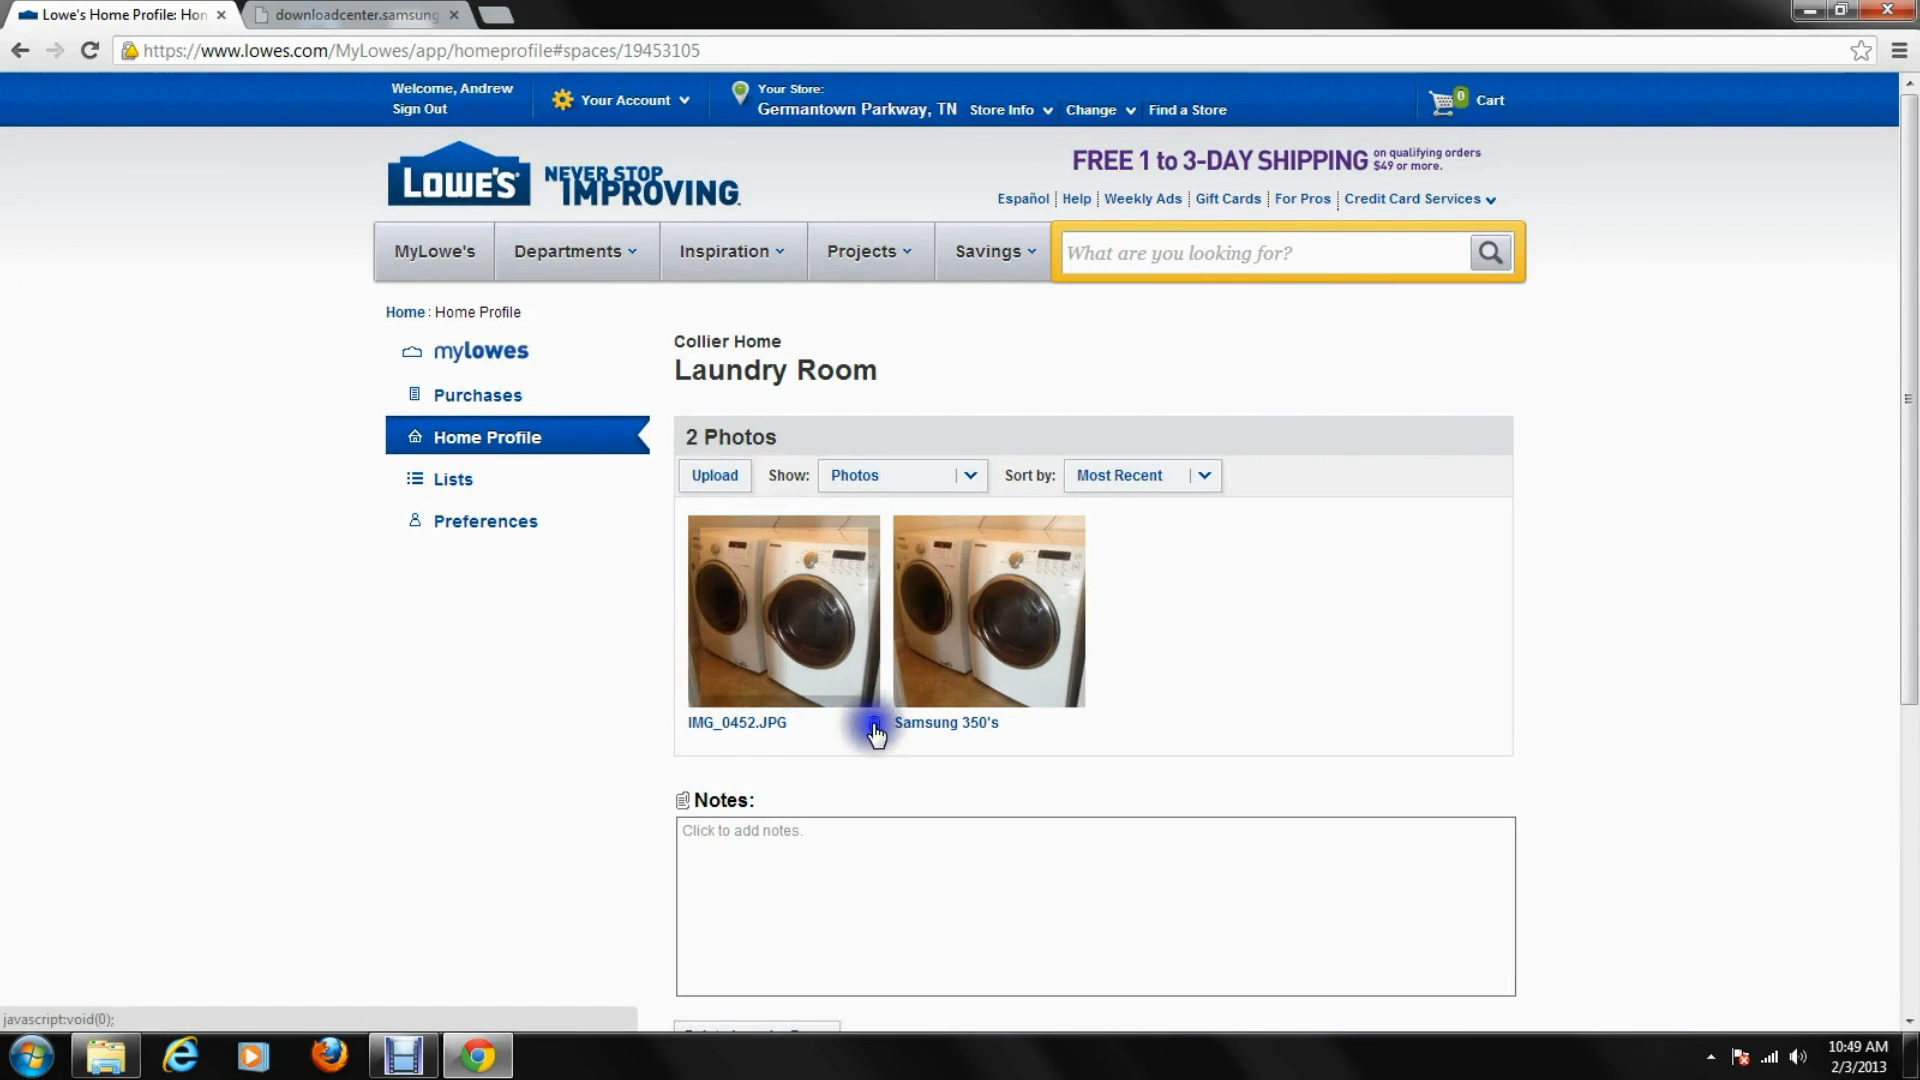 Lowe's Home Profile: Hon
downloadcenter.samsung
https://www.lowes.com/MyLowes/app/homeprofile#spaces/19453105
Welcome, Andrew
Sign Out
Your Account
Your Store:
Germantown Parkway, TN Store Info Change Find a Store
0 Cart
LOWE'S
NEVER STOP
IMPROVING
FREE 1 to 3-DAY SHIPPING on qualifying orders
$49 or more.
Español Help Weekly Ads Gift Cards For Pros Credit Card Services
MyLowe's Departments Inspiration Projects Savings What are you looking for?
Home : Home Profile
mylowes
Purchases
Home Profile
Lists
Preferences
Collier Home
Laundry Room
2 Photos
Upload Show: Photos Sort by: Most Recent
IMG_0452.JPG Samsung 350's
Notes:
Click to add notes.
javascript:void(0);
10:49 AM
2/3/2013